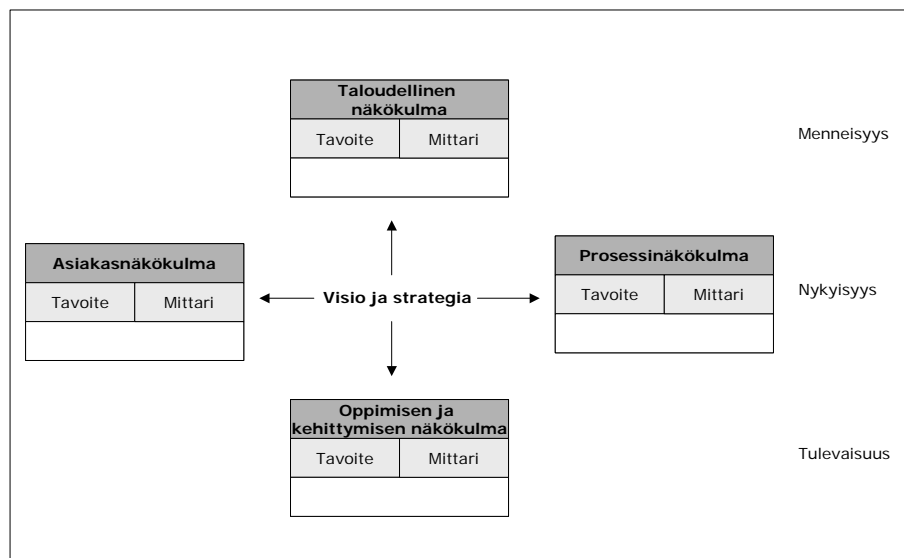 Taloudellinen
näkökulma
Tavoite Mittari
Menneisyys
Asiakasnäkökulma
Tavoite Mittari
Visio ja strategia
Prosessinäkökulma
Tavoite Mittari
Nykyisyys
Oppimisen ja
kehittymisen näkökulma
Tavoite Mittari
Tulevaisuus